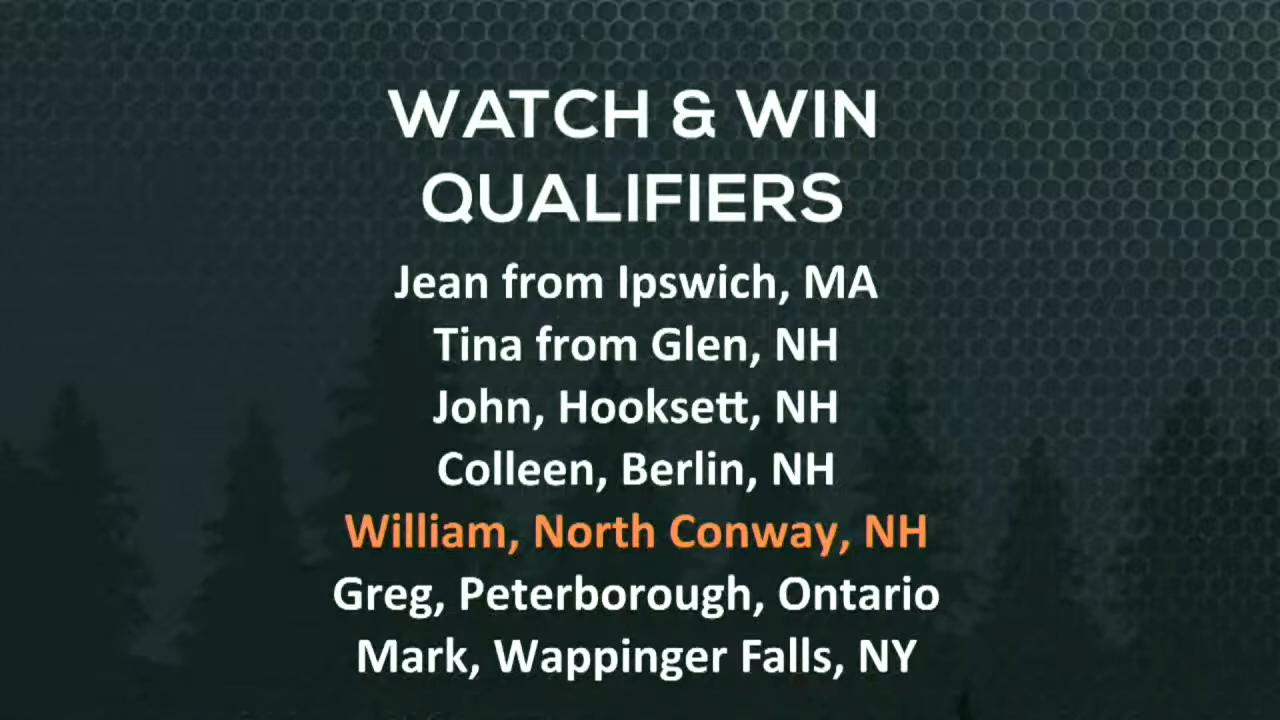 WATCH & WIN
QUALIFIERS
Jean from Ipswich, MA
Tina from Glen, NH
John, Hooksett, NH
Colleen, Berlin, NH
William, North Conway, NH
Greg, Peterborough, Ontario
Mark, Wappinger Falls, NY